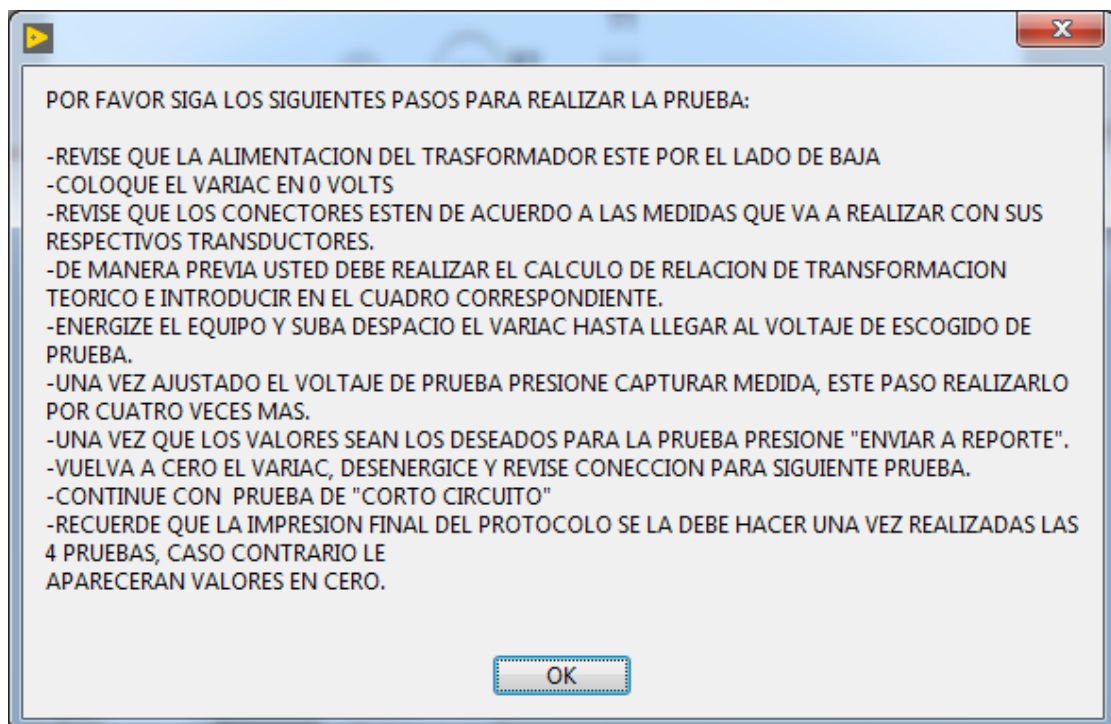 POR FAVOR SIGA LOS SIGUIENTES PASOS PARA REALIZAR LA PRUEBA:
-REVISE QUE LA ALIMENTACION DEL TRASFORMADOR ESTE POR EL LADO DE BAJA
-COLOQUE EL VARIAC EN 0 VOLTS
-REVISE QUE LOS CONECTORES ESTEN DE ACUERDO A LAS MEDIDAS QUE VA A REALIZAR CON SUS
RESPECTIVOS TRANSDUCTORES.
-DE MANERA PREVIA USTED DEBE REALIZAR EL CALCULO DE RELACION DE TRANSFORMACION
TEORICO E INTRODUCIR EN EL CUADRO CORRESPONDIENTE.
-ENERGIZE EL EQUIPO Y SUBA DESPACIO EL VARIAC HASTA LLEGAR AL VOLTAJE DE ESCOGIDO DE
PRUEBA.
-UNA VEZ AJUSTADO EL VOLTAJE DE PRUEBA PRESIONE CAPTURAR MEDIDA, ESTE PASO REALIZARLO
POR CUATRO VECES MAS.
-UNA VEZ QUE LOS VALORES SEAN LOS DESEADOS PARA LA PRUEBA PRESIONE "ENVIAR A REPORTE".
-VUELVA A CERO EL VARIAC, DESENERGICE Y REVISE CONECCION PARA SIGUIENTE PRUEBA.
-CONTINUE CON  PRUEBA DE "CORTO CIRCUITO"
-RECUERDE QUE LA IMPRESION FINAL DEL PROTOCOLO SE LA DEBE HACER UNA VEZ REALIZADAS LAS
4 PRUEBAS, CASO CONTRARIO LE
APARECERAN VALORES EN CERO.
OK